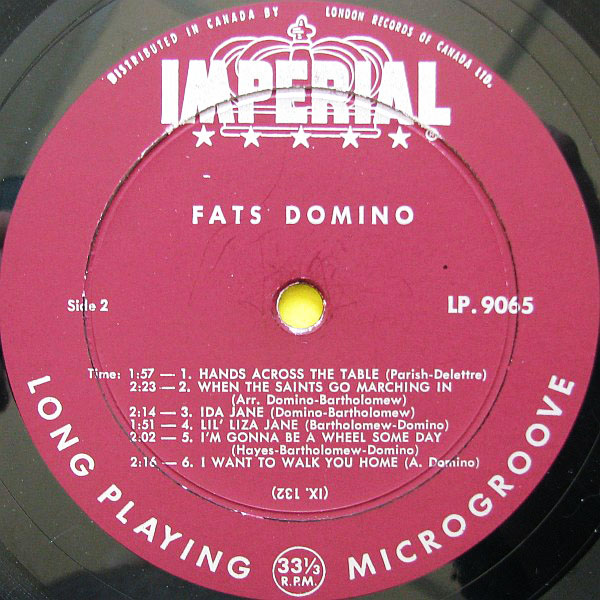 DISTRIBUTED IN CANADA BY LONDON RECORDS OF CANADA LTD.
IMPERIAL
®
FATS DOMINO
Side 2
LP. 9065
Time: 1:57 — 1. HANDS ACROSS THE TABLE (Parish-Delettre)
2:23 — 2. WHEN THE SAINTS GO MARCHING IN
(Arr. Domino-Bartholomew)
2:14 — 3. IDA JANE (Domino-Bartholomew)
1:51 — 4. LIL' LIZA JANE (Bartholomew-Domino)
2:02 — 5. I'M GONNA BE A WHEEL SOME DAY
(Hayes-Bartholomew-Domino)
2:16 — 6. I WANT TO WALK YOU HOME (A. Domino)
(IX. 132)
LONG PLAYING 33⅓ R.P.M. MICROGROOVE